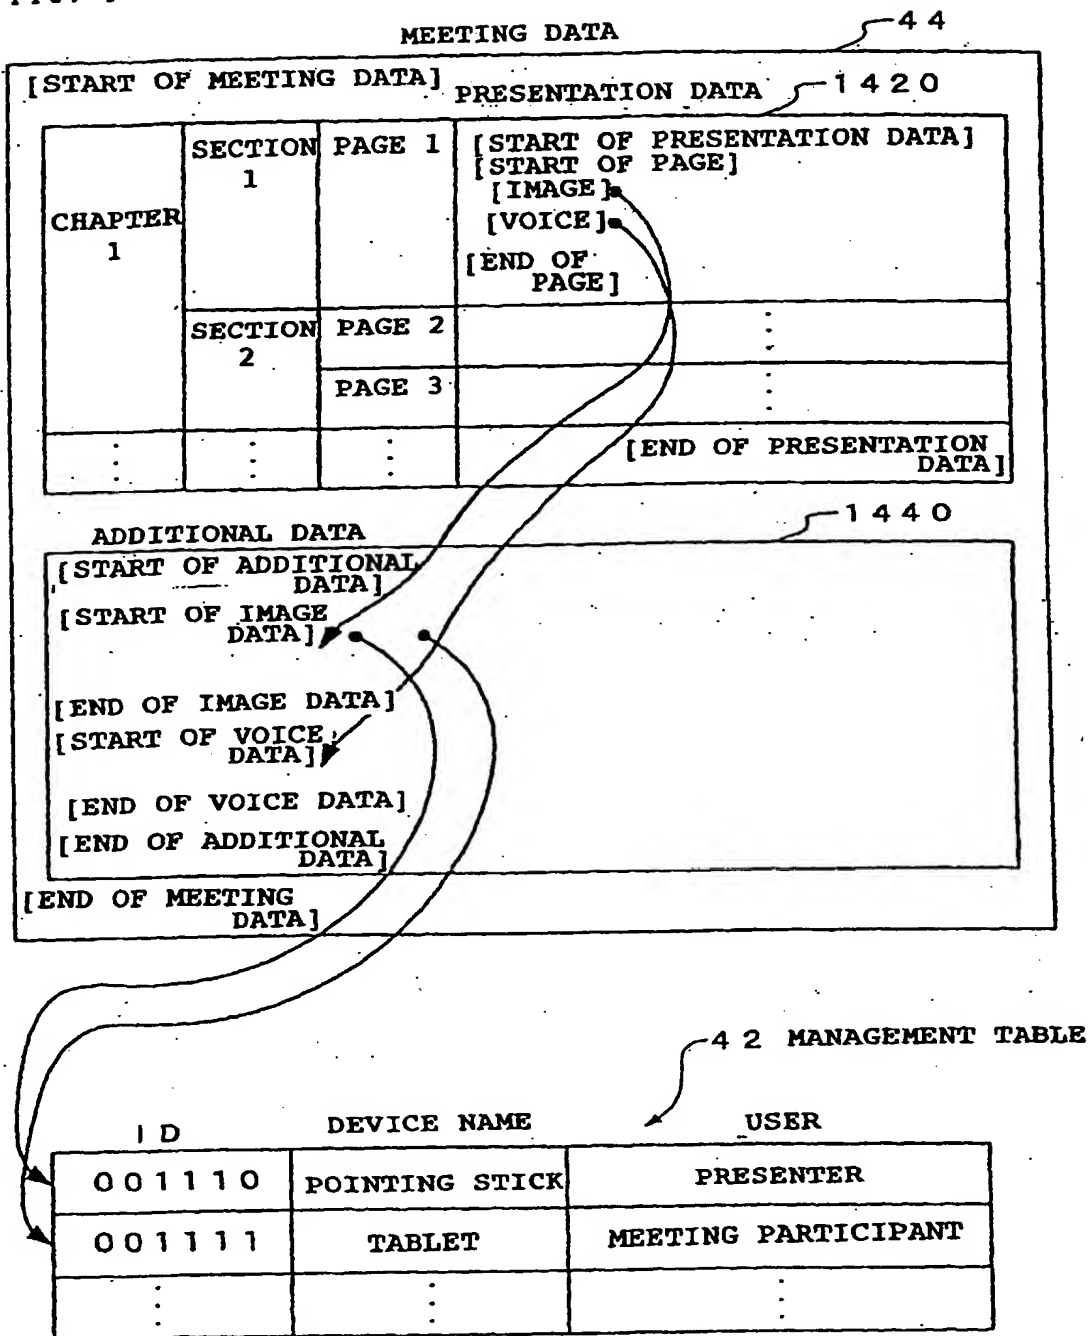 MEETING DATA
44
[START OF MEETING DATA]
PRESENTATION DATA
1420
CHAPTER
1
SECTION
1
PAGE 1
[START OF PRESENTATION DATA]
[START OF PAGE]
[IMAGE]
[VOICE]
[END OF
PAGE]
SECTION
2
PAGE 2
PAGE 3
[END OF PRESENTATION
DATA]
ADDITIONAL DATA
1440
[START OF ADDITIONAL
DATA]
[START OF IMAGE
DATA]
[END OF IMAGE DATA]
[START OF VOICE
DATA]
[END OF VOICE DATA]
[END OF ADDITIONAL
DATA]
[END OF MEETING
DATA]
42 MANAGEMENT TABLE
ID DEVICE NAME USER
001110 POINTING STICK PRESENTER
001111 TABLET MEETING PARTICIPANT